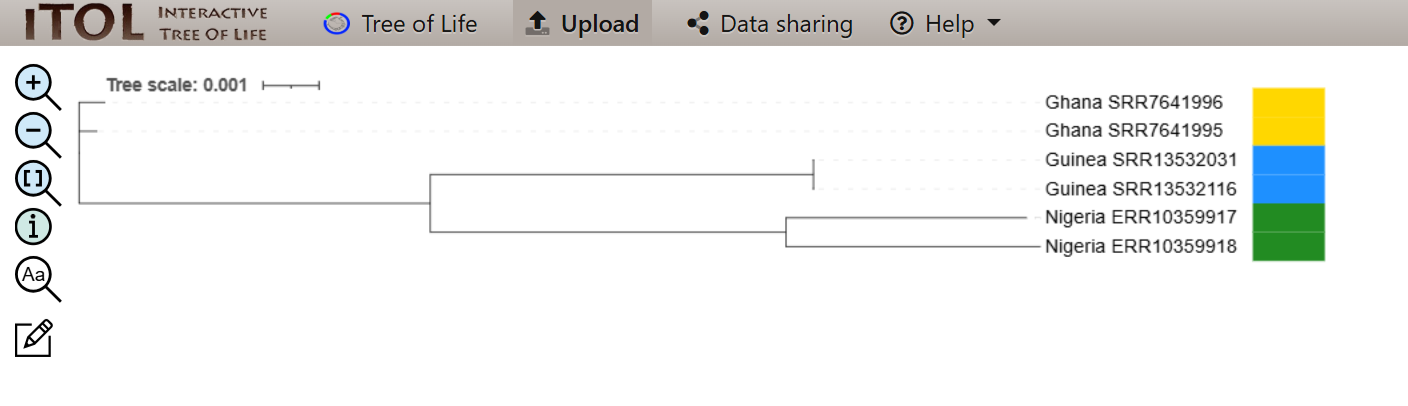 iTOL INTERACTIVE TREE OF LIFE
Tree of Life
Upload
Data sharing
Help
Tree scale: 0.001
Ghana SRR7641996
Ghana SRR7641995
Guinea SRR13532031
Guinea SRR13532116
Nigeria ERR10359917
Nigeria ERR10359918
Aa